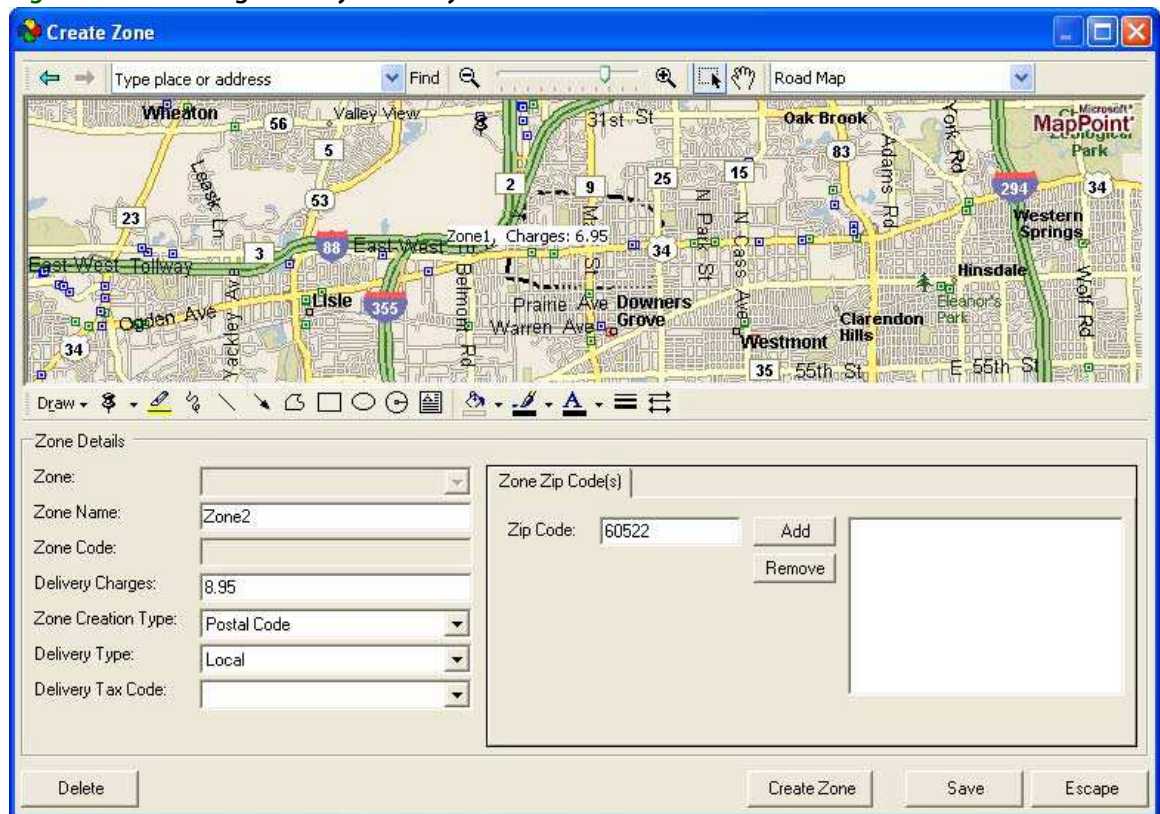 Create Zone
Type place or address Find Road Map
Wheaton 56 Valley View 31st St Oak Brook York Rd Microsoft®
MapPoint®
Zoological
Park
5 83 Adams Rd
Leask Ln 53 2 9 25 15 N Park St 294 34
23 Western
Springs
Zone1, Charges: 6.95
3 88 East-West 34 N Cass Ave
East-West Tollway Belmont Rd Hinsdale Wolf Rd
Lisle 355 Prairie Ave Downers
Grove Eleanor's
Park
Ogden Ave Yackley Ave Warren Ave Clarendon
Hills
34 Westmont
35 55th St E 55th St
Draw
Zone Details
Zone:
Zone Name: Zone2
Zone Code:
Delivery Charges: 8.95
Zone Creation Type: Postal Code
Delivery Type: Local
Delivery Tax Code:
Zone Zip Code(s)
Zip Code: 60522 Add
Remove
Delete Create Zone Save Escape